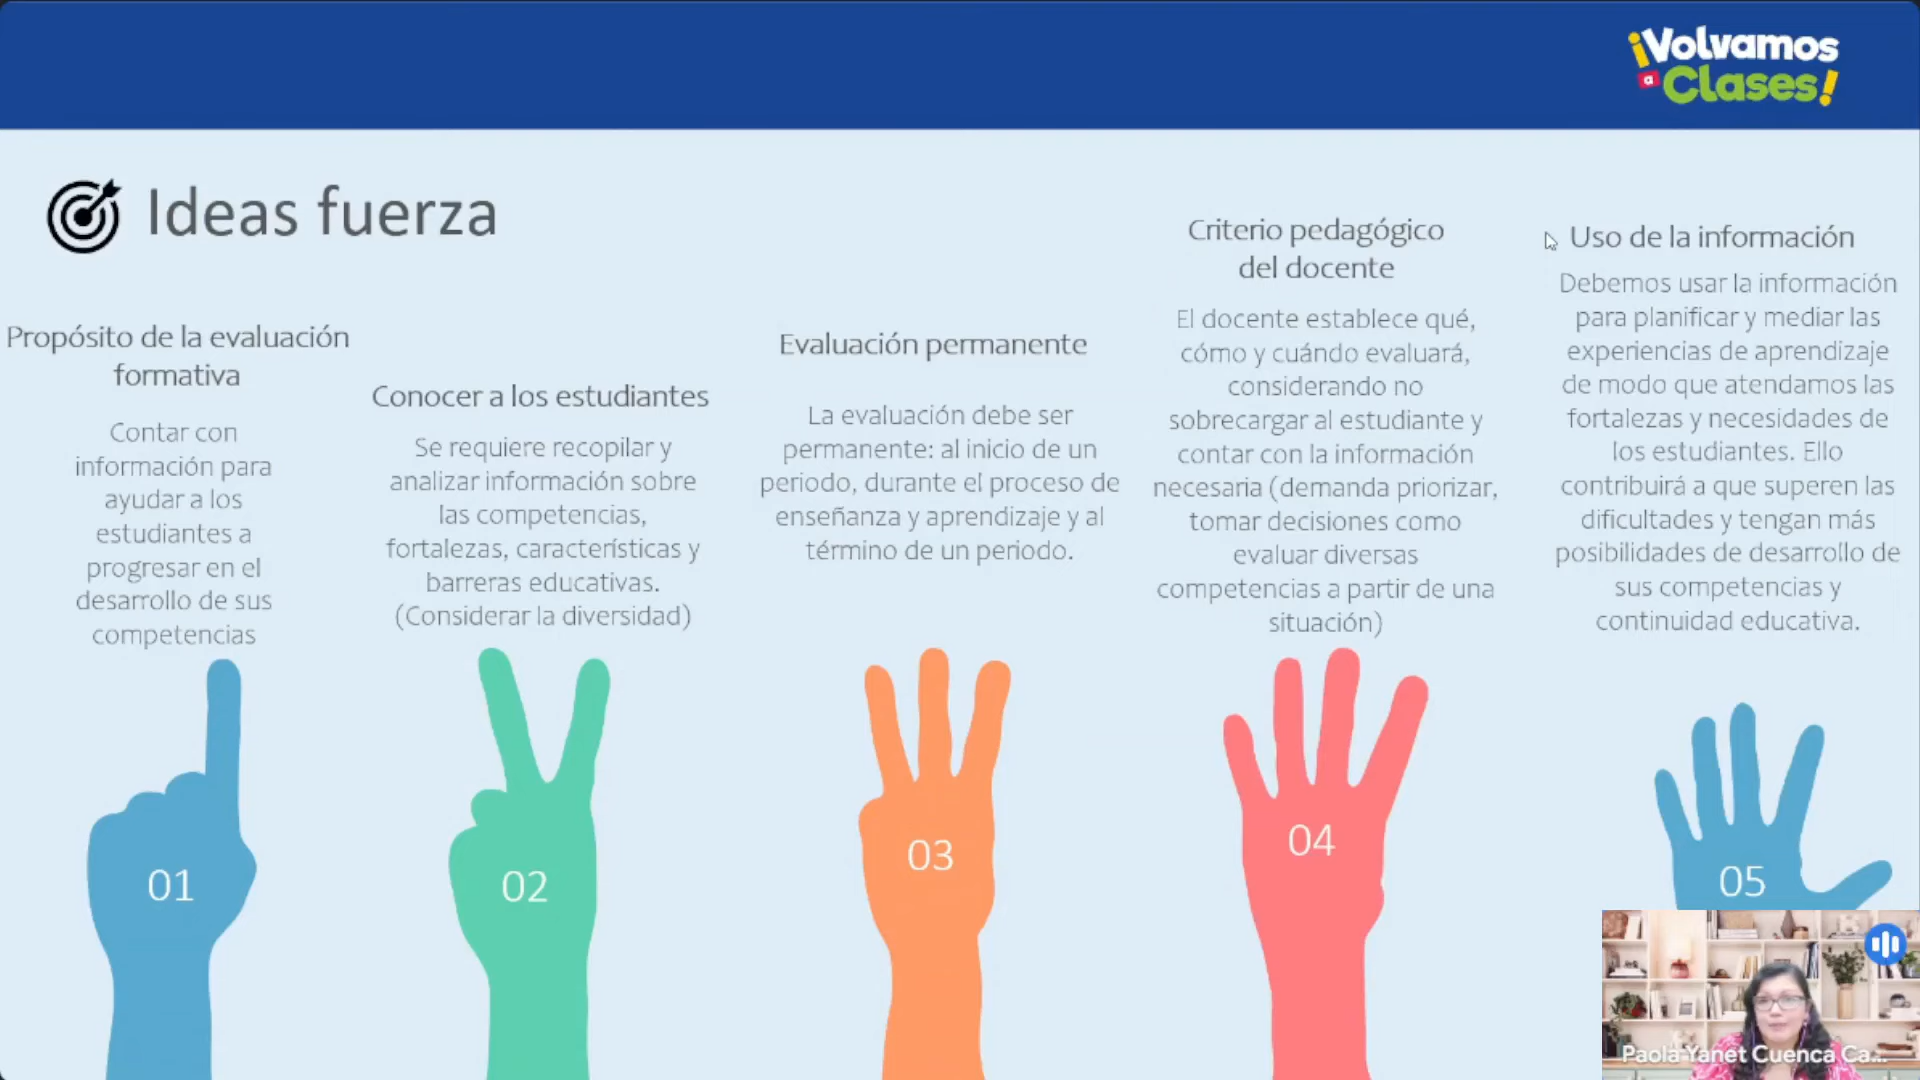 ¡Volvamos
a Clases!
Ideas fuerza
Propósito de la evaluación
formativa
Contar con
información para
ayudar a los
estudiantes a
progresar en el
desarrollo de sus
competencias
01
Conocer a los estudiantes
Se requiere recopilar y
analizar información sobre
las competencias,
fortalezas, características y
barreras educativas.
(Considerar la diversidad)
02
Evaluación permanente
La evaluación debe ser
permanente: al inicio de un
periodo, durante el proceso de
enseñanza y aprendizaje y al
término de un periodo.
03
Criterio pedagógico
del docente
El docente establece qué,
cómo y cuándo evaluará,
considerando no
sobrecargar al estudiante y
contar con la información
necesaria (demanda priorizar,
tomar decisiones como
evaluar diversas
competencias a partir de una
situación)
04
Uso de la información
Debemos usar la información
para planificar y mediar las
experiencias de aprendizaje
de modo que atendamos las
fortalezas y necesidades de
los estudiantes. Ello
contribuirá a que superen las
dificultades y tengan más
posibilidades de desarrollo de
sus competencias y
continuidad educativa.
05
Paola Yanet Cuenca Ca...